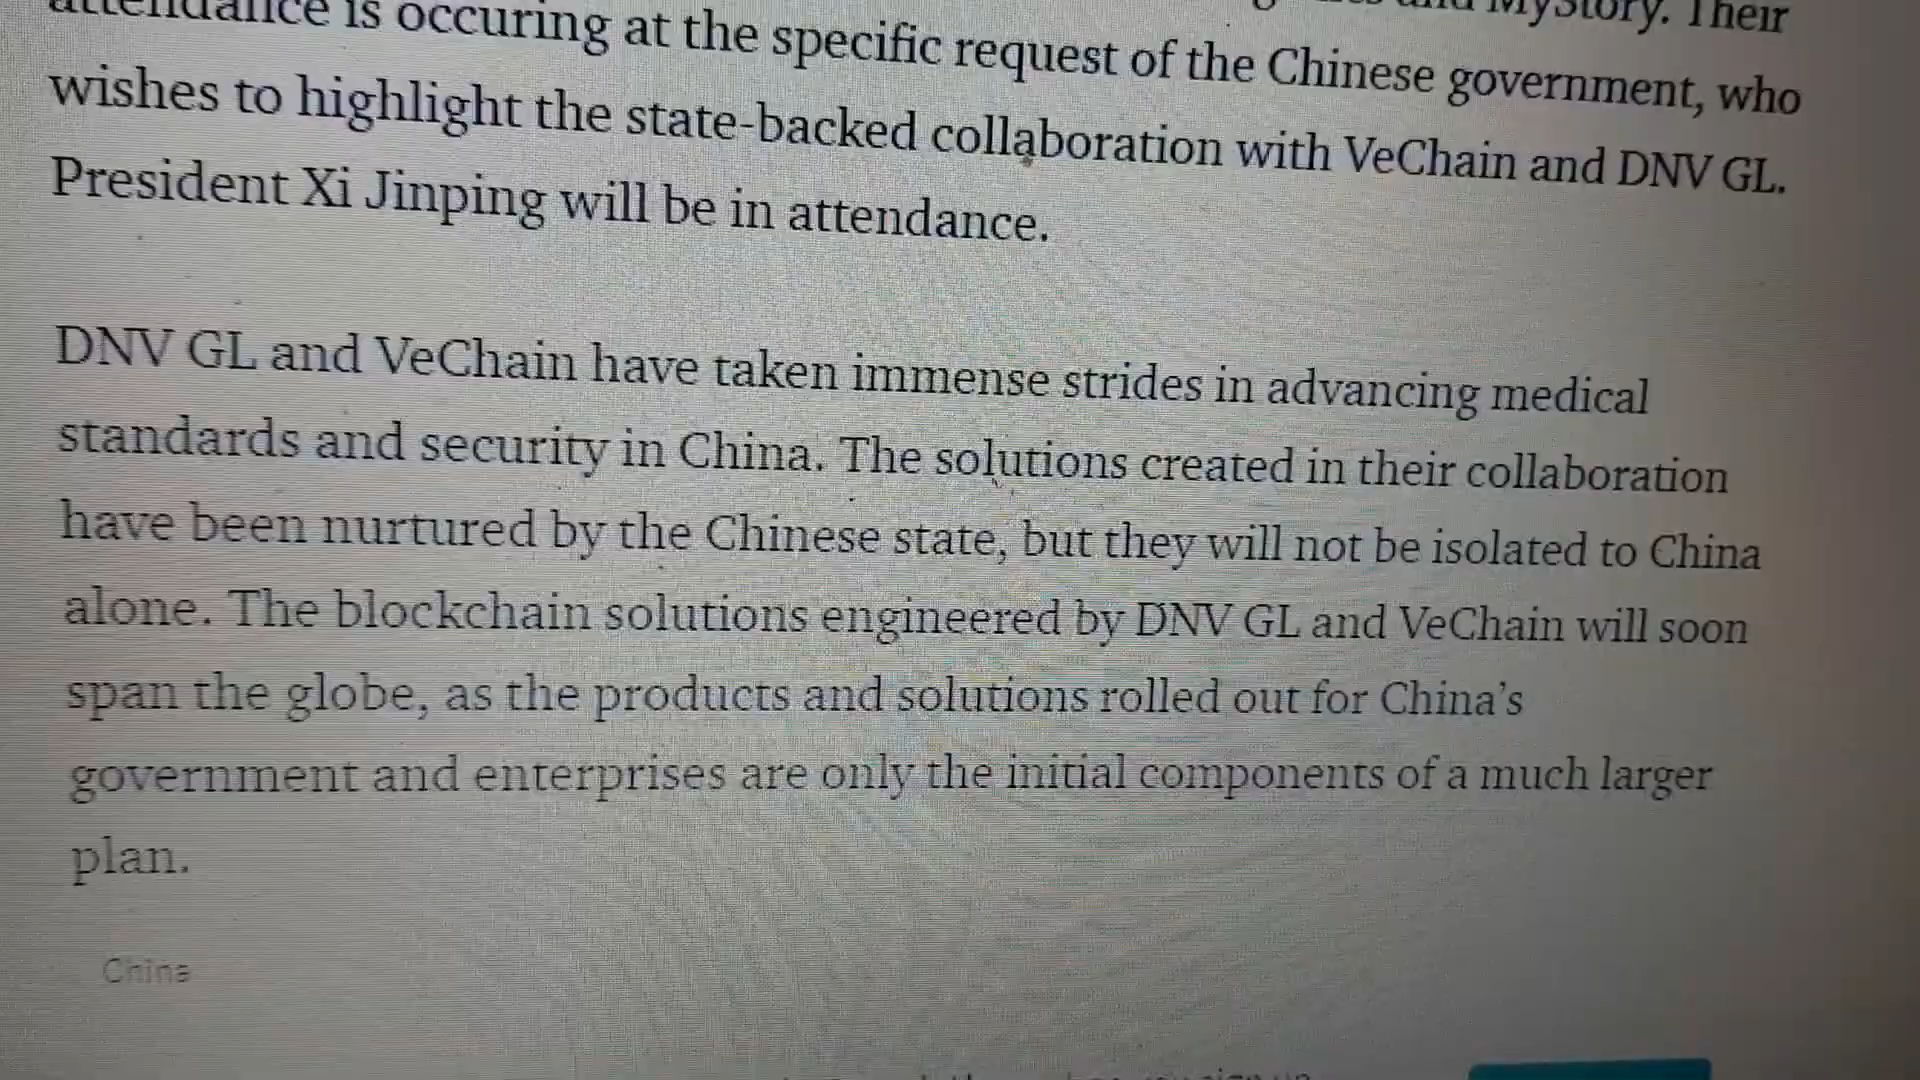 attendance is occuring at the specific request of the Chinese government, who
and MyStory. Their
wishes to highlight the state-backed collaboration with VeChain and DNV GL.
President Xi Jinping will be in attendance.
DNV GL and VeChain have taken immense strides in advancing medical
standards and security in China. The solutions created in their collaboration
have been nurtured by the Chinese state, but they will not be isolated to China
alone. The blockchain solutions engineered by DNV GL and VeChain will soon
span the globe, as the products and solutions rolled out for China’s
government and enterprises are only the initial components of a much larger
plan.
China